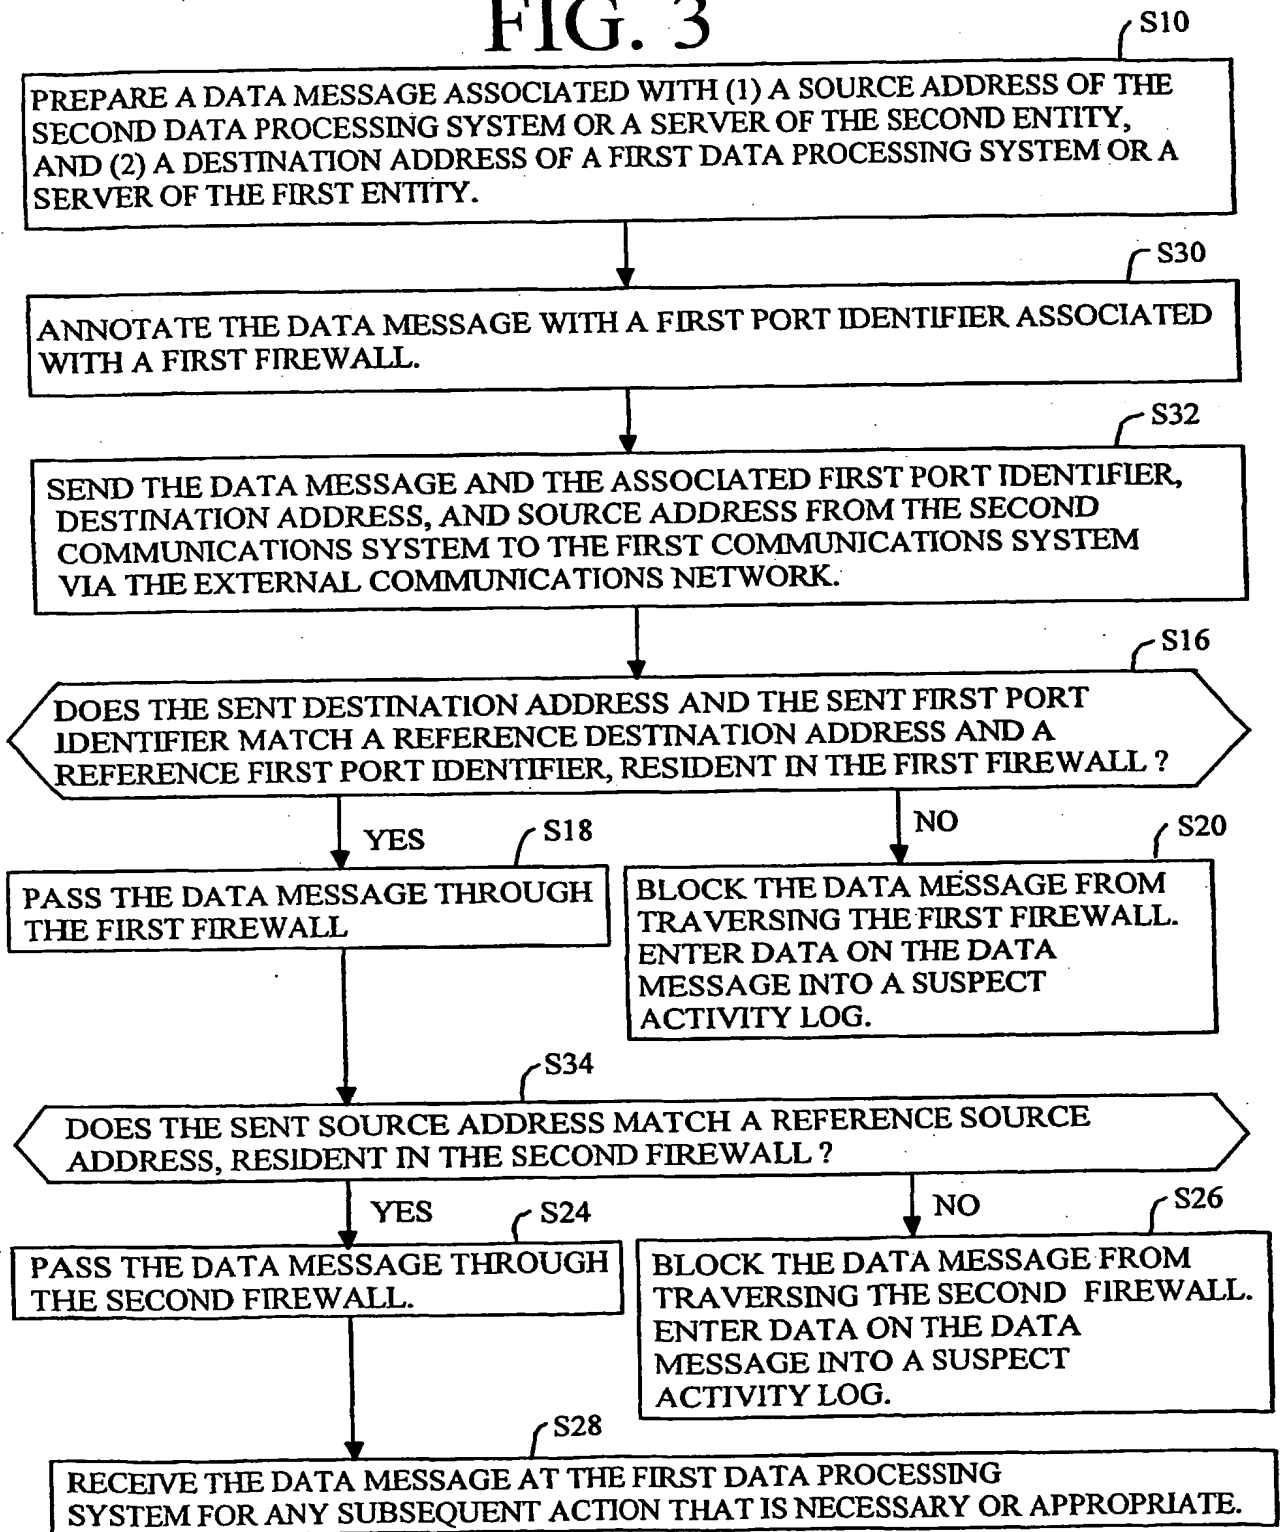 FIG. 3
S10
PREPARE A DATA MESSAGE ASSOCIATED WITH (1) A SOURCE ADDRESS OF THE
SECOND DATA PROCESSING SYSTEM OR A SERVER OF THE SECOND ENTITY,
AND (2) A DESTINATION ADDRESS OF A FIRST DATA PROCESSING SYSTEM OR A
SERVER OF THE FIRST ENTITY.
S30
ANNOTATE THE DATA MESSAGE WITH A FIRST PORT IDENTIFIER ASSOCIATED
WITH A FIRST FIREWALL.
S32
SEND THE DATA MESSAGE AND THE ASSOCIATED FIRST PORT IDENTIFIER,
DESTINATION ADDRESS, AND SOURCE ADDRESS FROM THE SECOND
COMMUNICATIONS SYSTEM TO THE FIRST COMMUNICATIONS SYSTEM
VIA THE EXTERNAL COMMUNICATIONS NETWORK.
S16
DOES THE SENT DESTINATION ADDRESS AND THE SENT FIRST PORT
IDENTIFIER MATCH A REFERENCE DESTINATION ADDRESS AND A
REFERENCE FIRST PORT IDENTIFIER, RESIDENT IN THE FIRST FIREWALL ?
YES
S18
PASS THE DATA MESSAGE THROUGH
THE FIRST FIREWALL
NO
S20
BLOCK THE DATA MESSAGE FROM
TRAVERSING THE FIRST FIREWALL.
ENTER DATA ON THE DATA
MESSAGE INTO A SUSPECT
ACTIVITY LOG.
S34
DOES THE SENT SOURCE ADDRESS MATCH A REFERENCE SOURCE
ADDRESS, RESIDENT IN THE SECOND FIREWALL ?
YES
S24
PASS THE DATA MESSAGE THROUGH
THE SECOND FIREWALL.
NO
S26
BLOCK THE DATA MESSAGE FROM
TRAVERSING THE SECOND FIREWALL.
ENTER DATA ON THE DATA
MESSAGE INTO A SUSPECT
ACTIVITY LOG.
S28
RECEIVE THE DATA MESSAGE AT THE FIRST DATA PROCESSING
SYSTEM FOR ANY SUBSEQUENT ACTION THAT IS NECESSARY OR APPROPRIATE.